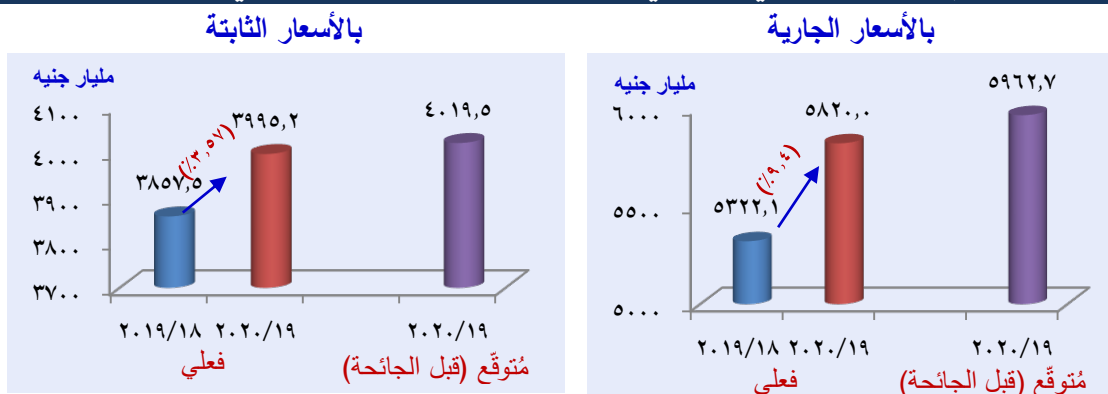 بالأسعار الجارية
مليار جنيه
٦٠٠٠
٥٥٠٠
٥٠٠٠
٥٣٢٢,١
(٩,٤٪)
٥٨٢٠,٠
٥٩٦٢,٧
٢٠١٩/١٨
٢٠٢٠/١٩
٢٠٢٠/١٩
فعلي
مُتوقّع (قبل الجائحة)
بالأسعار الثابتة
مليار جنيه
٤١٠٠
٤٠٠٠
٣٩٠٠
٣٨٠٠
٣٧٠٠
٣٨٥٧,٥
(٣,٥٧٪)
٣٩٩٥,٢
٤٠١٩,٥
٢٠١٩/١٨
٢٠٢٠/١٩
٢٠٢٠/١٩
فعلي
مُتوقّع (قبل الجائحة)